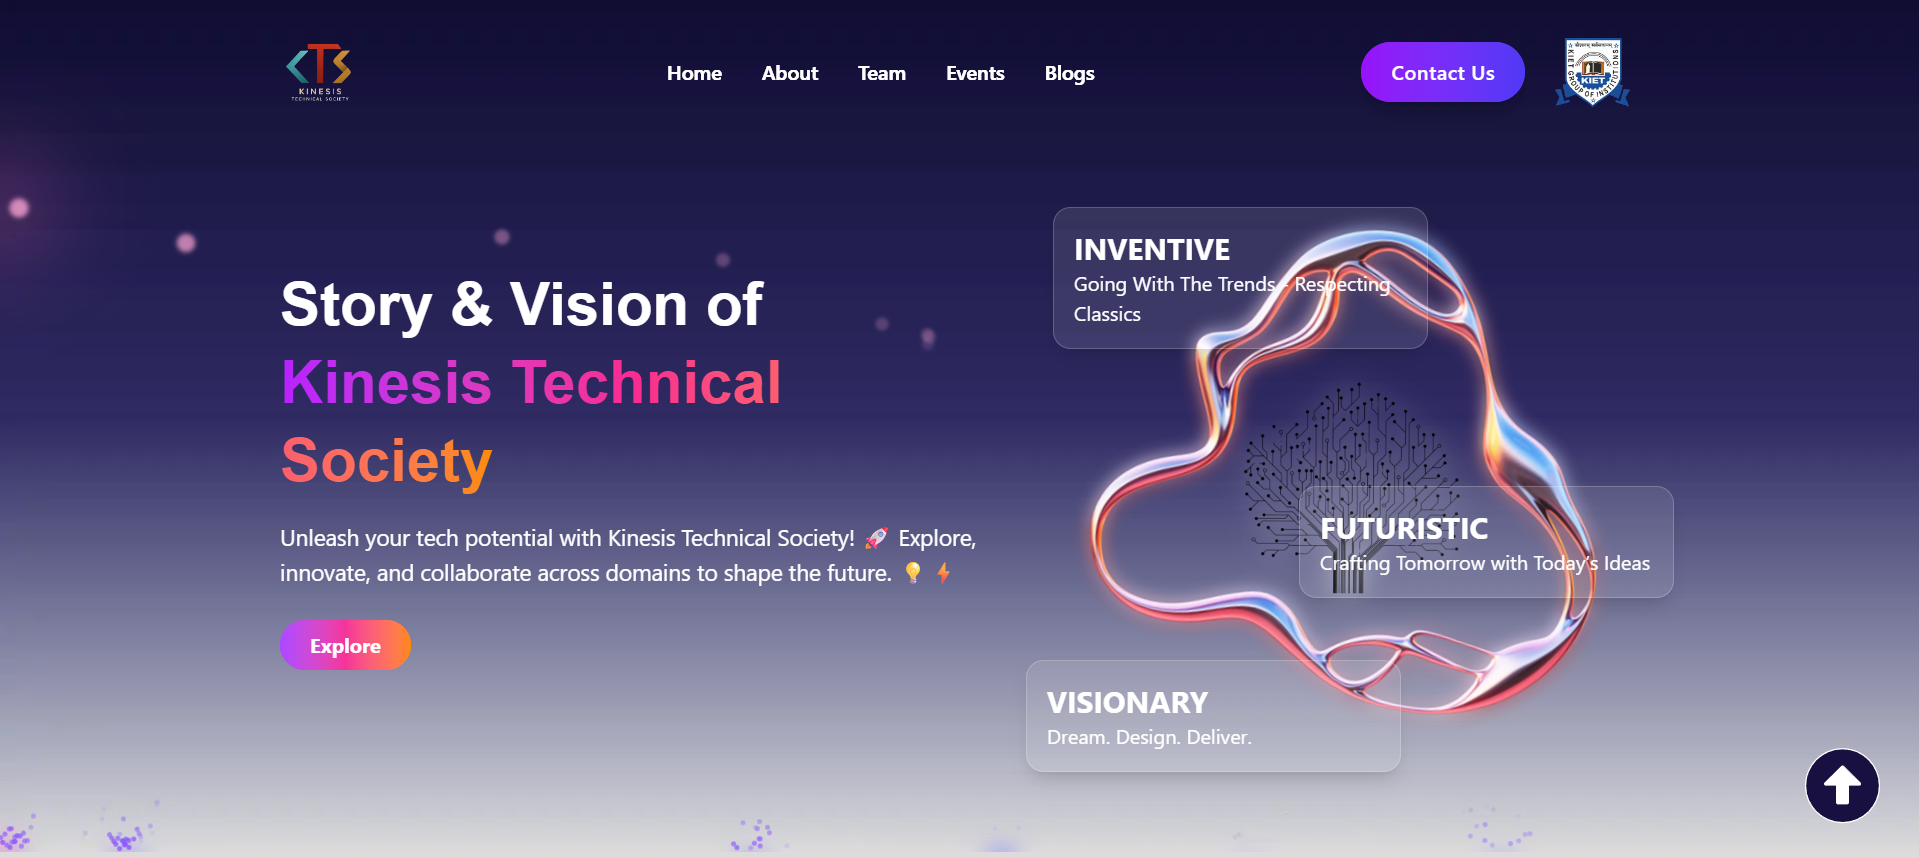 KTS
KINESIS
TECHNICAL SOCIETY
Home
About
Team
Events
Blogs
Contact Us
KIET
KIET GROUP OF INSTITUTIONS
INVENTIVE
Going With The Trends - Respecting
Classics
Story & Vision of
Kinesis Technical
Society
Unleash your tech potential with Kinesis Technical Society! 🚀 Explore,
innovate, and collaborate across domains to shape the future. 💡 ⚡
Explore
FUTURISTIC
Crafting Tomorrow with Today's Ideas
VISIONARY
Dream. Design. Deliver.